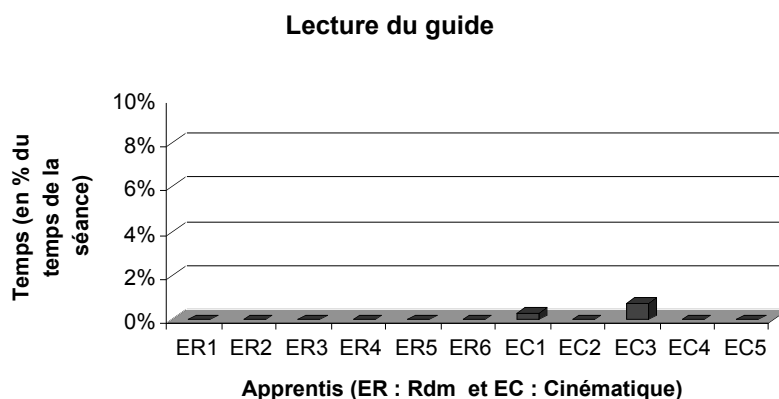 Lecture du guide
Temps (en % du
temps de la
séance)
10%
8%
6%
4%
2%
0%
ER1 ER2 ER3 ER4 ER5 ER6 EC1 EC2 EC3 EC4 EC5
Apprentis (ER : Rdm et EC : Cinématique)